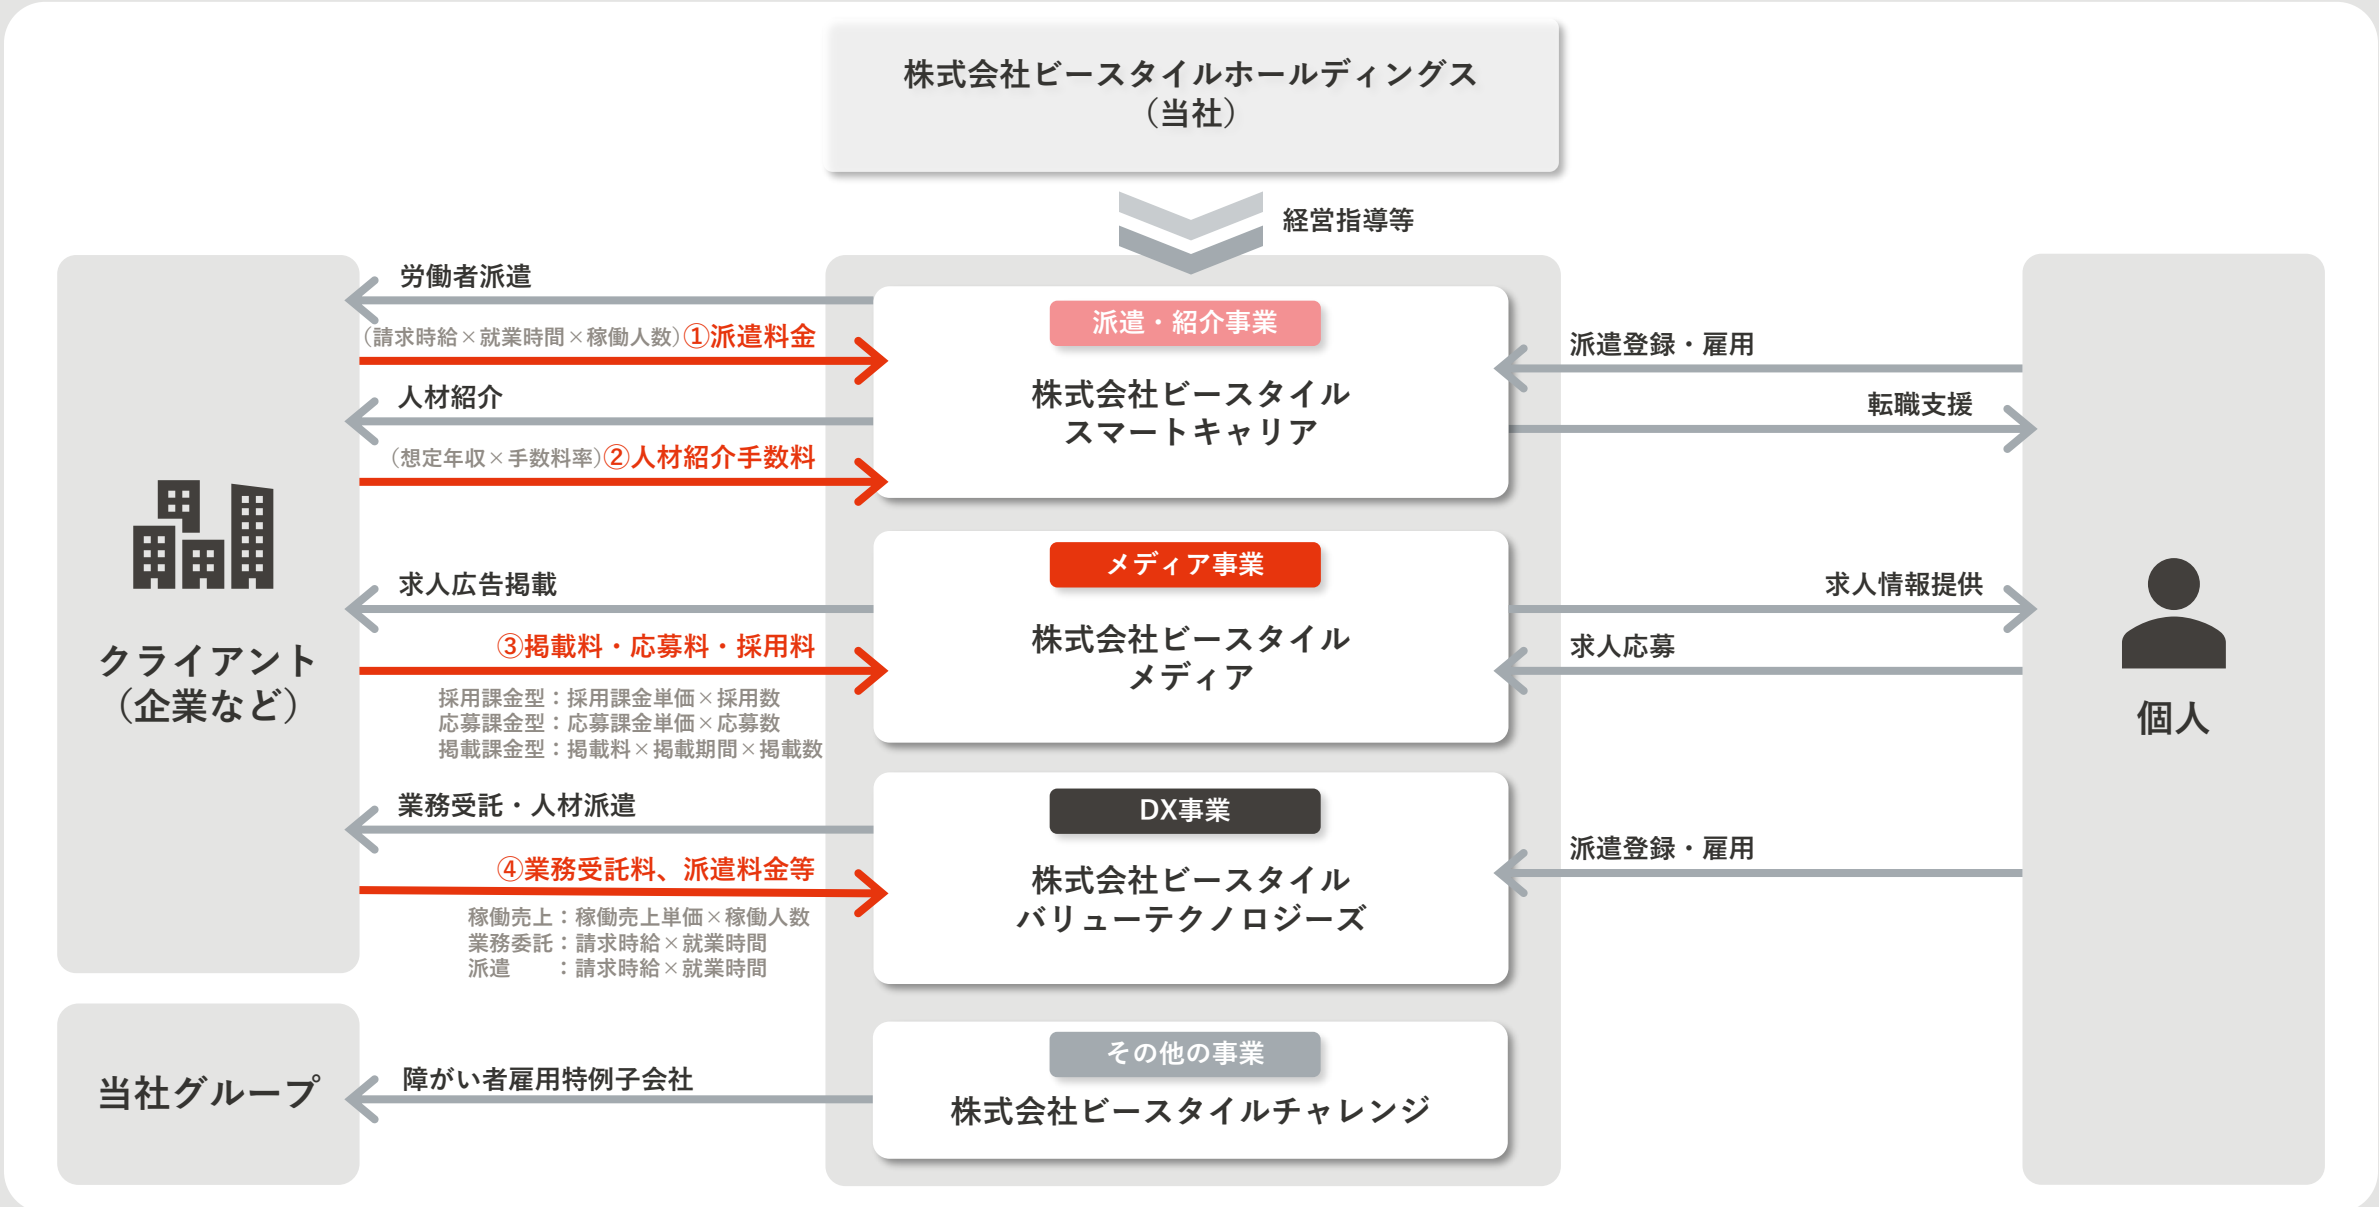 株式会社ビースタイルホールディングス
（当社）
経営指導等
労働者派遣
（請求時給×就業時間×稼働人数）①派遣料金
人材紹介
（想定年収×手数料率）②人材紹介手数料
求人広告掲載
③掲載料・応募料・採用料
採用課金型：採用課金単価×採用数
応募課金型：応募課金単価×応募数
掲載課金型：掲載料×掲載期間×掲載数
業務受託・人材派遣
④業務受託料、派遣料金等
稼働売上：稼働売上単価×稼働人数
業務委託：請求時給×就業時間
派遣　　：請求時給×就業時間
障がい者雇用特例子会社
クライアント
（企業など）
当社グループ
派遣・紹介事業
株式会社ビースタイル
スマートキャリア
メディア事業
株式会社ビースタイル
メディア
DX事業
株式会社ビースタイル
バリューテクノロジーズ
その他の事業
株式会社ビースタイルチャレンジ
派遣登録・雇用
転職支援
求人情報提供
求人応募
派遣登録・雇用
個人